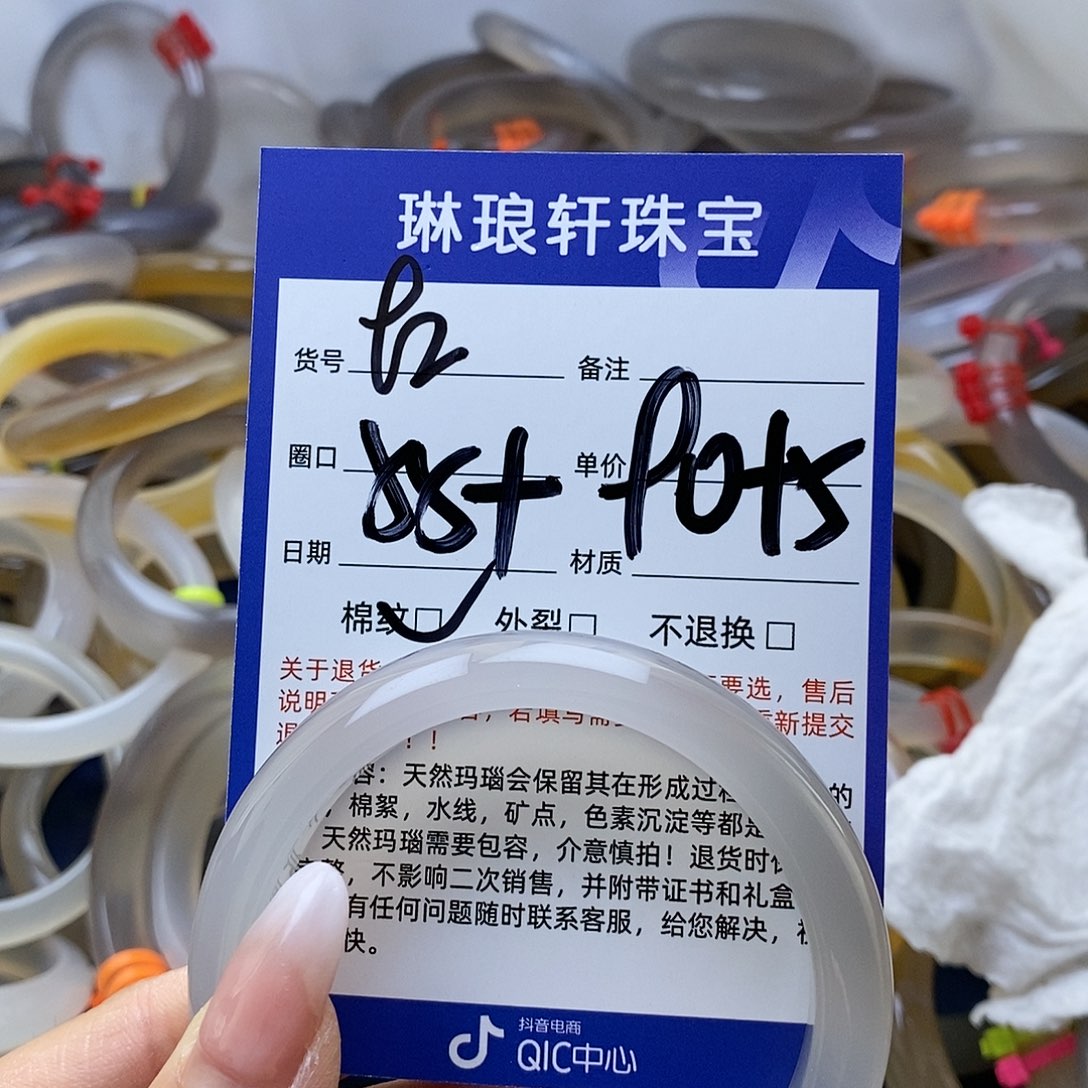 琳琅轩珠宝
货号 备注
圈口 单价
日期 材质
棉纹□ 外裂□ 不退换□
关于退货 要选，售后
说明 新提交
！！
容：天然玛瑙会保留其在形成过 的
，棉絮，水线，矿点，色素沉淀等都是
天然玛瑙需要包容，介意慎拍！退货时
，不影响二次销售，并附带证书和礼盒
有任何问题随时联系客服，给您解决，
快。
抖音电商
QIC中心